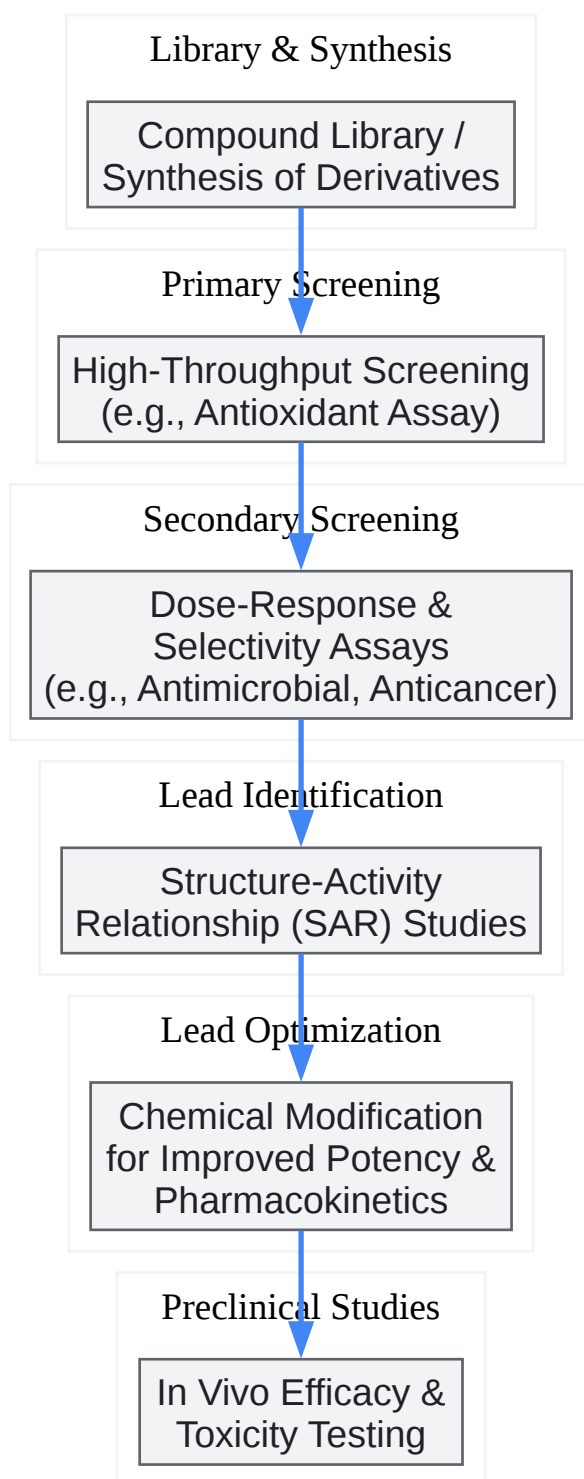 Library & Synthesis
Compound Library /
Synthesis of Derivatives
Primary Screening
High-Throughput Screening
(e.g., Antioxidant Assay)
Secondary Screening
Dose-Response &
Selectivity Assays
(e.g., Antimicrobial, Anticancer)
Lead Identification
Structure-Activity
Relationship (SAR) Studies
Lead Optimization
Chemical Modification
for Improved Potency &
Pharmacokinetics
Preclinical Studies
In Vivo Efficacy &
Toxicity Testing